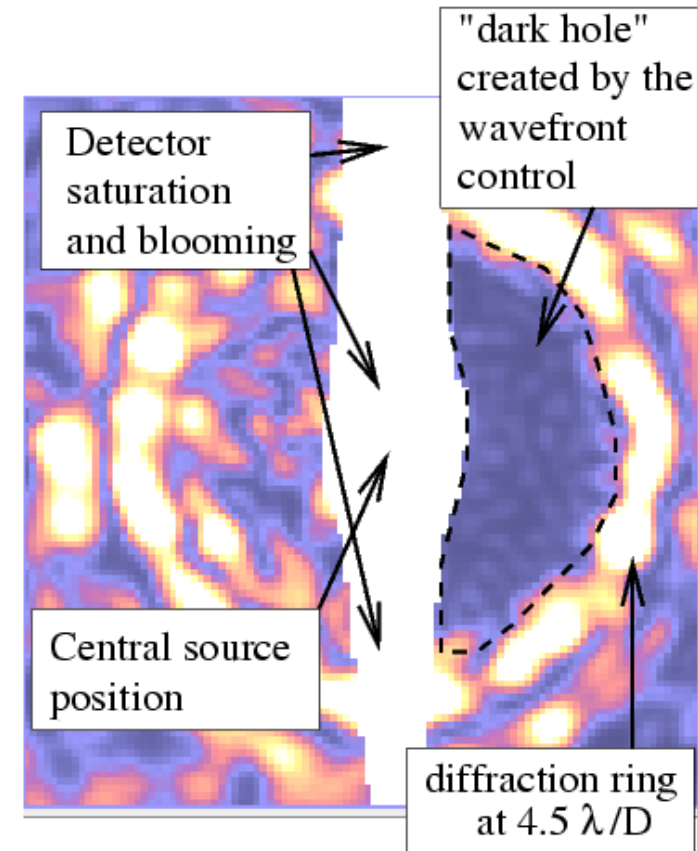 "dark hole"
created by the
wavefront
control
Detector
saturation
and blooming
Central source
position
diffraction ring
at 4.5 λ/D